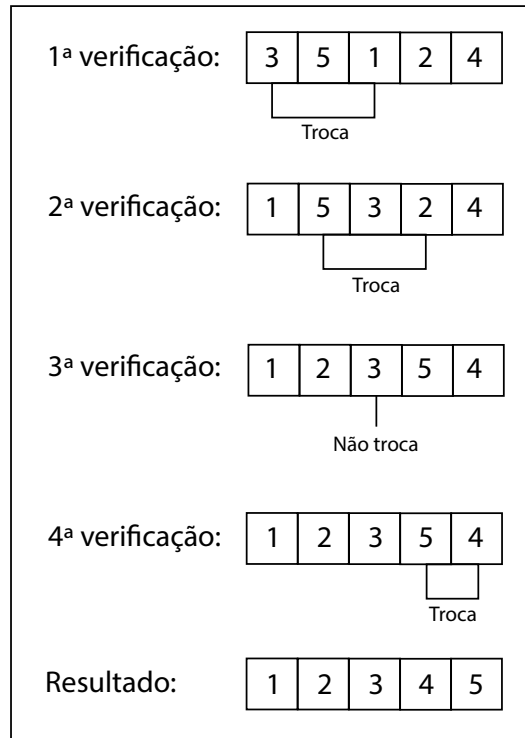 1ª verificação: 3 5 1 2 4
Troca
2ª verificação: 1 5 3 2 4
Troca
3ª verificação: 1 2 3 5 4
Não troca
4ª verificação: 1 2 3 5 4
Troca
Resultado: 1 2 3 4 5